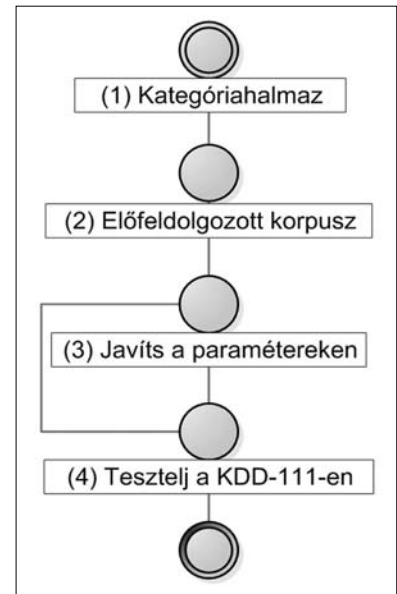 (1) Kategóriahalmaz
(2) Előfeldolgozott korpusz
(3) Javíts a paramétereken
(4) Tesztelj a KDD-111-en